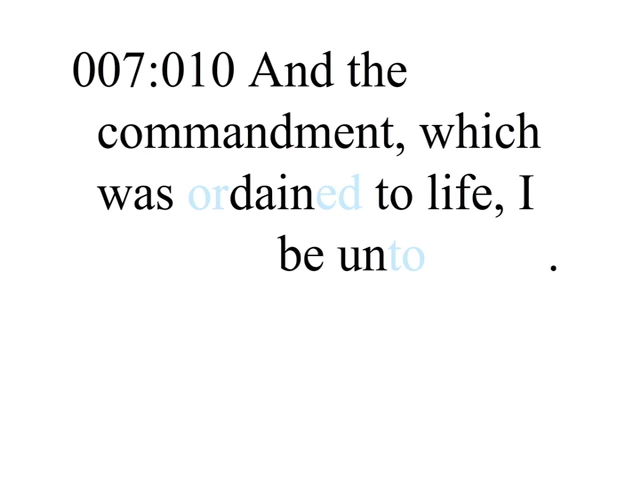 007:010 And the
commandment, which
was ordained to life, I
be unto .